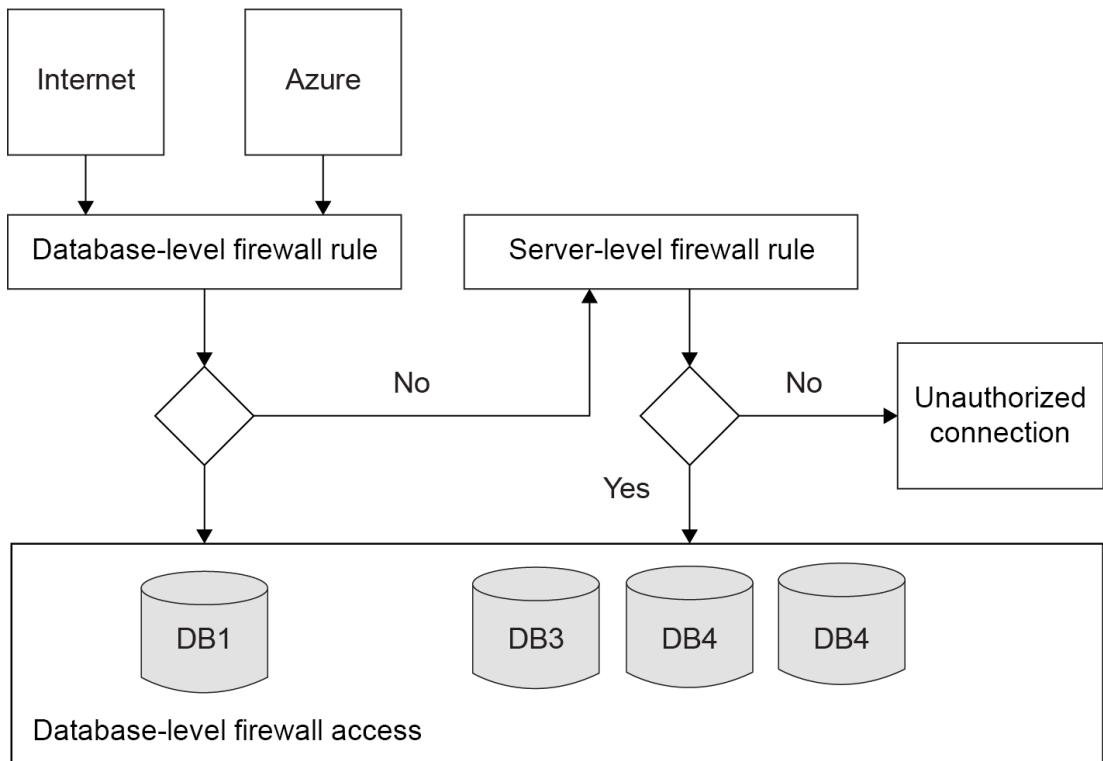 Internet
Azure
Database-level firewall rule
Server-level firewall rule
No
No
Unauthorized
connection
Yes
DB1
DB3
DB4
DB4
Database-level firewall access